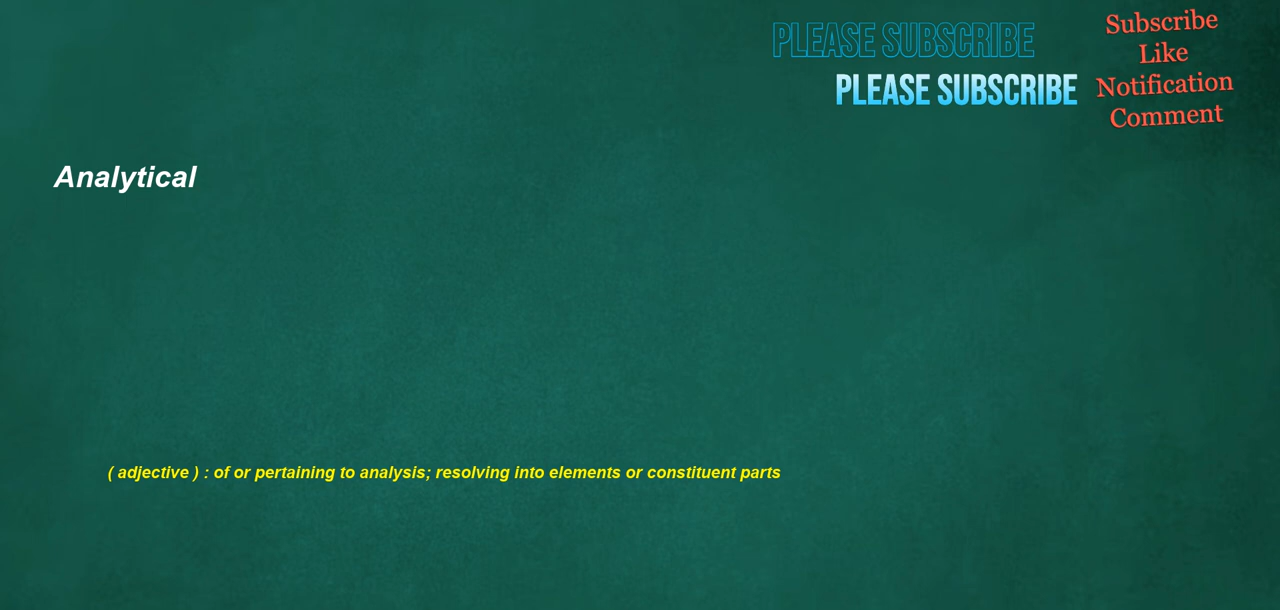 PLEASE SUBSCRIBE
PLEASE SUBSCRIBE
Subscribe
Like
Notification
Comment
Analytical
( adjective ) : of or pertaining to analysis; resolving into elements or constituent parts